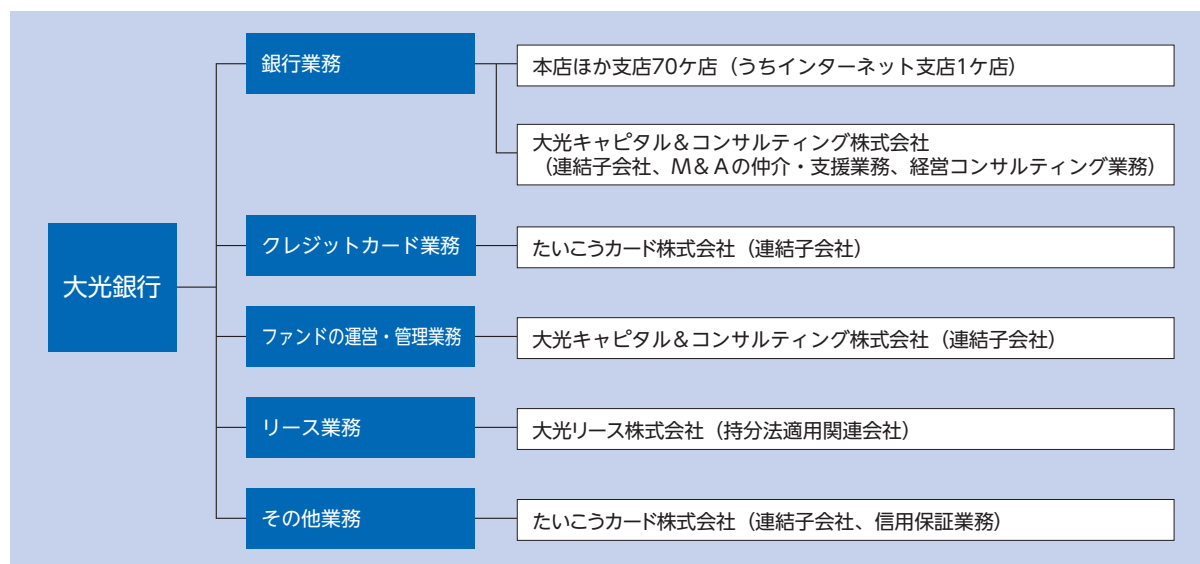 大光銀行
銀行業務
本店ほか支店70ケ店（うちインターネット支店1ケ店）
大光キャピタル＆コンサルティング株式会社
（連結子会社、M＆Aの仲介・支援業務、経営コンサルティング業務）
クレジットカード業務
たいこうカード株式会社（連結子会社）
ファンドの運営・管理業務
大光キャピタル＆コンサルティング株式会社（連結子会社）
リース業務
大光リース株式会社（持分法適用関連会社）
その他業務
たいこうカード株式会社（連結子会社、信用保証業務）